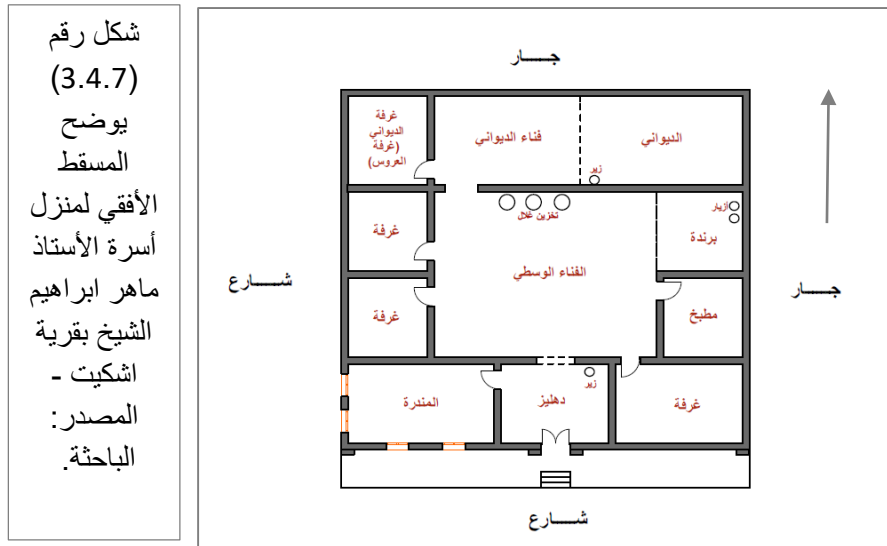 شكل رقم
(3.4.7)
يوضح
المسقط
الأفقي لمنزل
أسرة الأستاذ
ماهر ابراهيم
الشيخ بقرية
اشكيت -
المصدر:
الباحثة.
جـــــار
غرفة
الديواني
(غرفة
العروس)
فناء الديواني
الديواني
زير
تخزين غلال
أزيار
برندة
غرفة
الفناء الوسطي
شـــــارع
جـــــار
غرفة
مطبخ
المندرة
دهليز
زير
غرفة
شـــــارع